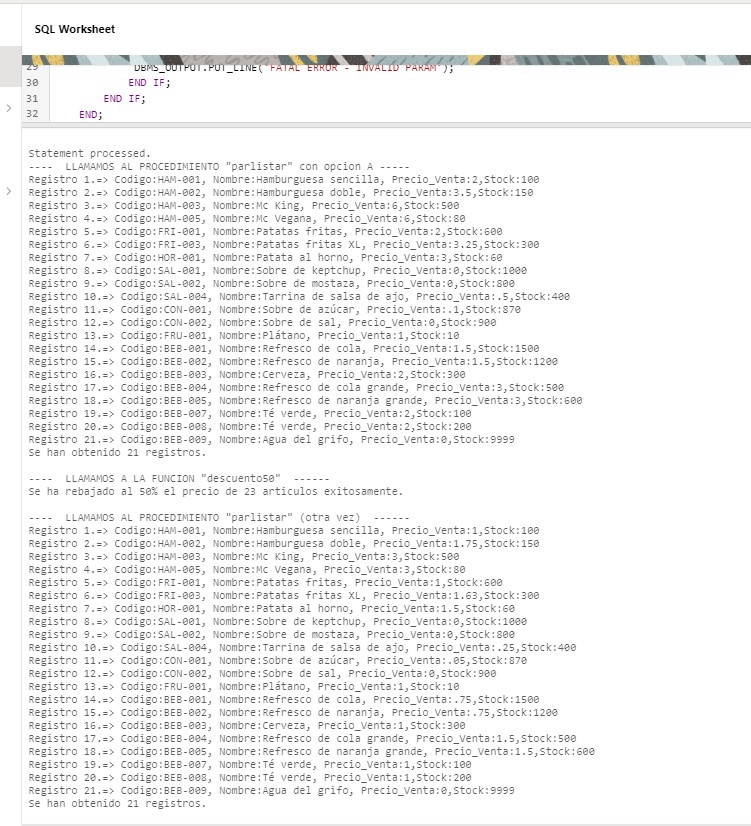 SQL Worksheet
29 DBMS_OUTPUT.PUT_LINE('FATAL ERROR - INVALID PARAM');
30 END IF;
31 END IF;
32 END;
Statement processed.
---- LLAMAMOS AL PROCEDIMIENTO "parlistar" con opcion A -----
Registro 1.=> Codigo:HAM-001, Nombre:Hamburguesa sencilla, Precio_Venta:2,Stock:100
Registro 2.=> Codigo:HAM-002, Nombre:Hamburguesa doble, Precio_Venta:3.5,Stock:150
Registro 3.=> Codigo:HAM-003, Nombre:Mc King, Precio_Venta:6,Stock:500
Registro 4.=> Codigo:HAM-005, Nombre:Mc Vegana, Precio_Venta:6,Stock:80
Registro 5.=> Codigo:FRI-001, Nombre:Patatas fritas, Precio_Venta:2,Stock:600
Registro 6.=> Codigo:FRI-003, Nombre:Patatas fritas XL, Precio_Venta:3.25,Stock:300
Registro 7.=> Codigo:HOR-001, Nombre:Patata al horno, Precio_Venta:3,Stock:60
Registro 8.=> Codigo:SAL-001, Nombre:Sobre de keptchup, Precio_Venta:0,Stock:1000
Registro 9.=> Codigo:SAL-002, Nombre:Sobre de mostaza, Precio_Venta:0,Stock:800
Registro 10.=> Codigo:SAL-004, Nombre:Tarrina de salsa de ajo, Precio_Venta:.5,Stock:400
Registro 11.=> Codigo:CON-001, Nombre:Sobre de azúcar, Precio_Venta:.1,Stock:870
Registro 12.=> Codigo:CON-002, Nombre:Sobre de sal, Precio_Venta:0,Stock:900
Registro 13.=> Codigo:FRU-001, Nombre:Plátano, Precio_Venta:1,Stock:10
Registro 14.=> Codigo:BEB-001, Nombre:Refresco de cola, Precio_Venta:1.5,Stock:1500
Registro 15.=> Codigo:BEB-002, Nombre:Refresco de naranja, Precio_Venta:1.5,Stock:1200
Registro 16.=> Codigo:BEB-003, Nombre:Cerveza, Precio_Venta:2,Stock:300
Registro 17.=> Codigo:BEB-004, Nombre:Refresco de cola grande, Precio_Venta:3,Stock:500
Registro 18.=> Codigo:BEB-005, Nombre:Refresco de naranja grande, Precio_Venta:3,Stock:600
Registro 19.=> Codigo:BEB-007, Nombre:Té verde, Precio_Venta:2,Stock:100
Registro 20.=> Codigo:BEB-008, Nombre:Té verde, Precio_Venta:2,Stock:200
Registro 21.=> Codigo:BEB-009, Nombre:Agua del grifo, Precio_Venta:0,Stock:9999
Se han obtenido 21 registros.
---- LLAMAMOS A LA FUNCION "descuento50" ------
Se ha rebajado al 50% el precio de 23 articulos exitosamente.
---- LLAMAMOS AL PROCEDIMIENTO "parlistar" (otra vez) ------
Registro 1.=> Codigo:HAM-001, Nombre:Hamburguesa sencilla, Precio_Venta:1,Stock:100
Registro 2.=> Codigo:HAM-002, Nombre:Hamburguesa doble, Precio_Venta:1.75,Stock:150
Registro 3.=> Codigo:HAM-003, Nombre:Mc King, Precio_Venta:3,Stock:500
Registro 4.=> Codigo:HAM-005, Nombre:Mc Vegana, Precio_Venta:3,Stock:80
Registro 5.=> Codigo:FRI-001, Nombre:Patatas fritas, Precio_Venta:1,Stock:600
Registro 6.=> Codigo:FRI-003, Nombre:Patatas fritas XL, Precio_Venta:1.63,Stock:300
Registro 7.=> Codigo:HOR-001, Nombre:Patata al horno, Precio_Venta:1.5,Stock:60
Registro 8.=> Codigo:SAL-001, Nombre:Sobre de keptchup, Precio_Venta:0,Stock:1000
Registro 9.=> Codigo:SAL-002, Nombre:Sobre de mostaza, Precio_Venta:0,Stock:800
Registro 10.=> Codigo:SAL-004, Nombre:Tarrina de salsa de ajo, Precio_Venta:.25,Stock:400
Registro 11.=> Codigo:CON-001, Nombre:Sobre de azúcar, Precio_Venta:.05,Stock:870
Registro 12.=> Codigo:CON-002, Nombre:Sobre de sal, Precio_Venta:0,Stock:900
Registro 13.=> Codigo:FRU-001, Nombre:Plátano, Precio_Venta:1,Stock:10
Registro 14.=> Codigo:BEB-001, Nombre:Refresco de cola, Precio_Venta:.75,Stock:1500
Registro 15.=> Codigo:BEB-002, Nombre:Refresco de naranja, Precio_Venta:.75,Stock:1200
Registro 16.=> Codigo:BEB-003, Nombre:Cerveza, Precio_Venta:1,Stock:300
Registro 17.=> Codigo:BEB-004, Nombre:Refresco de cola grande, Precio_Venta:1.5,Stock:500
Registro 18.=> Codigo:BEB-005, Nombre:Refresco de naranja grande, Precio_Venta:1.5,Stock:600
Registro 19.=> Codigo:BEB-007, Nombre:Té verde, Precio_Venta:1,Stock:100
Registro 20.=> Codigo:BEB-008, Nombre:Té verde, Precio_Venta:1,Stock:200
Registro 21.=> Codigo:BEB-009, Nombre:Agua del grifo, Precio_Venta:0,Stock:9999
Se han obtenido 21 registros.